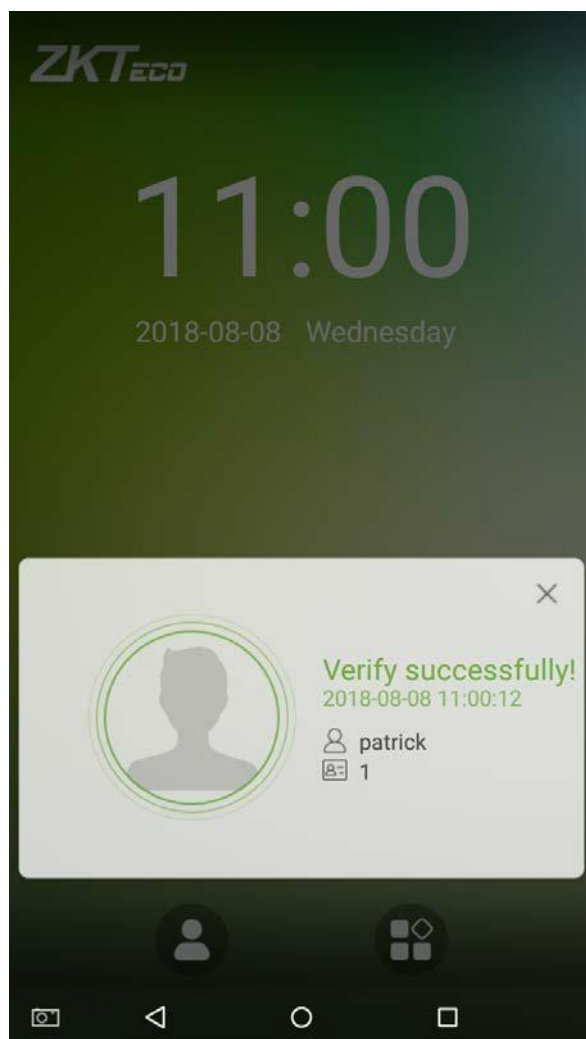 ZKTECO
11:00
2018-08-08 Wednesday
Verify successfully!
2018-08-08 11:00:12
patrick
1